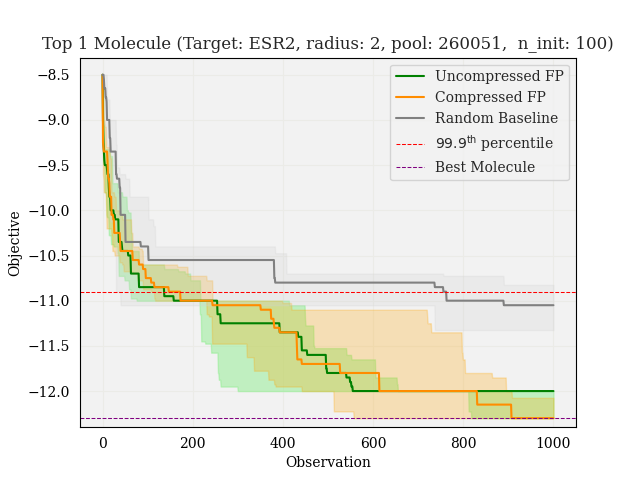 Top 1 Molecule (Target: ESR2, radius: 2, pool: 260051,  n_init: 100)
Uncompressed FP
Compressed FP
Random Baseline
99.9th percentile
Best Molecule
Objective
−8.5
−9.0
−9.5
−10.0
−10.5
−11.0
−11.5
−12.0
0
200
400
600
800
1000
Observation